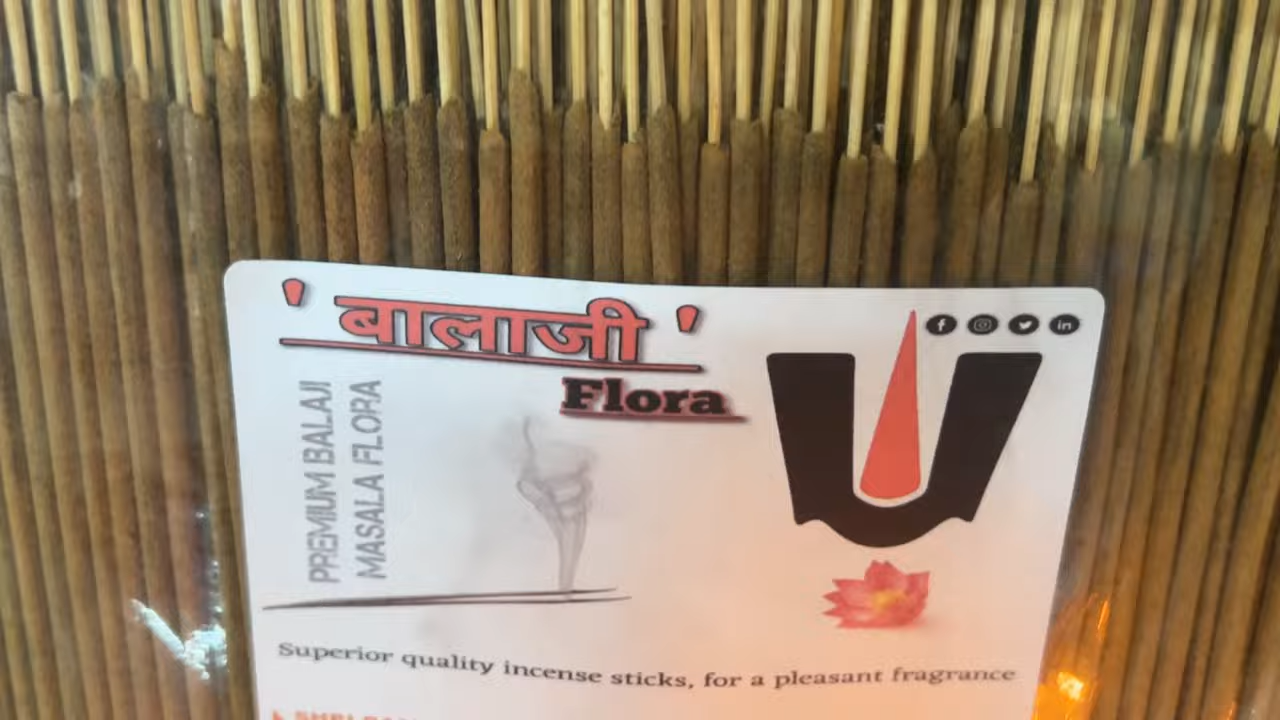 ' बालाजी '
Flora
PREMIUM BALAJI
MASALA FLORA
Superior quality incense sticks, for a pleasant fragrance